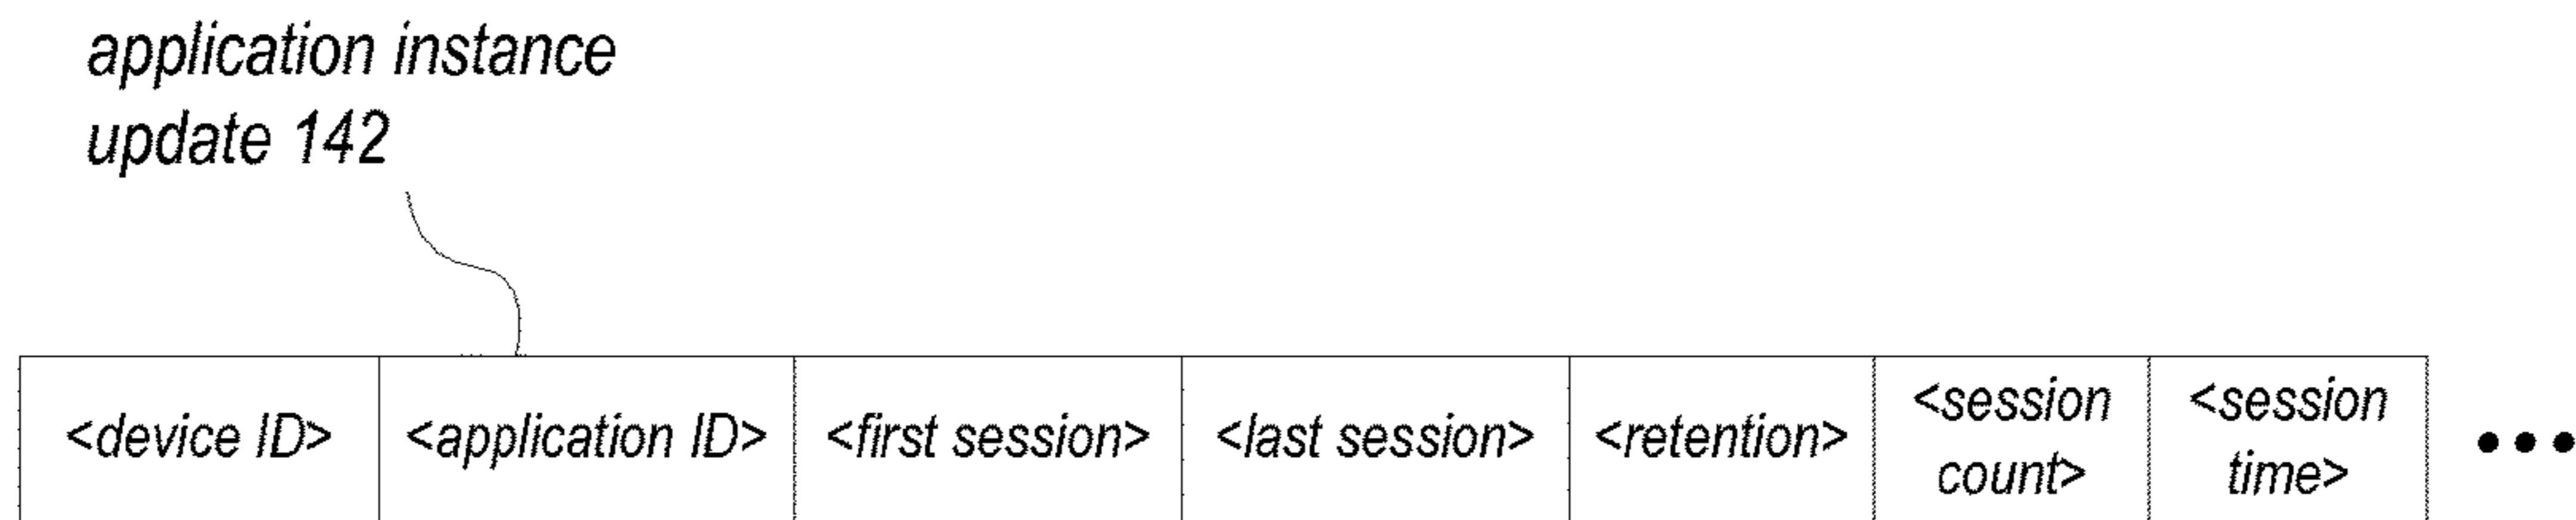 application instance
update 142
<device ID> <application ID> <first session> <last session> <retention> <session count> <session time> •••